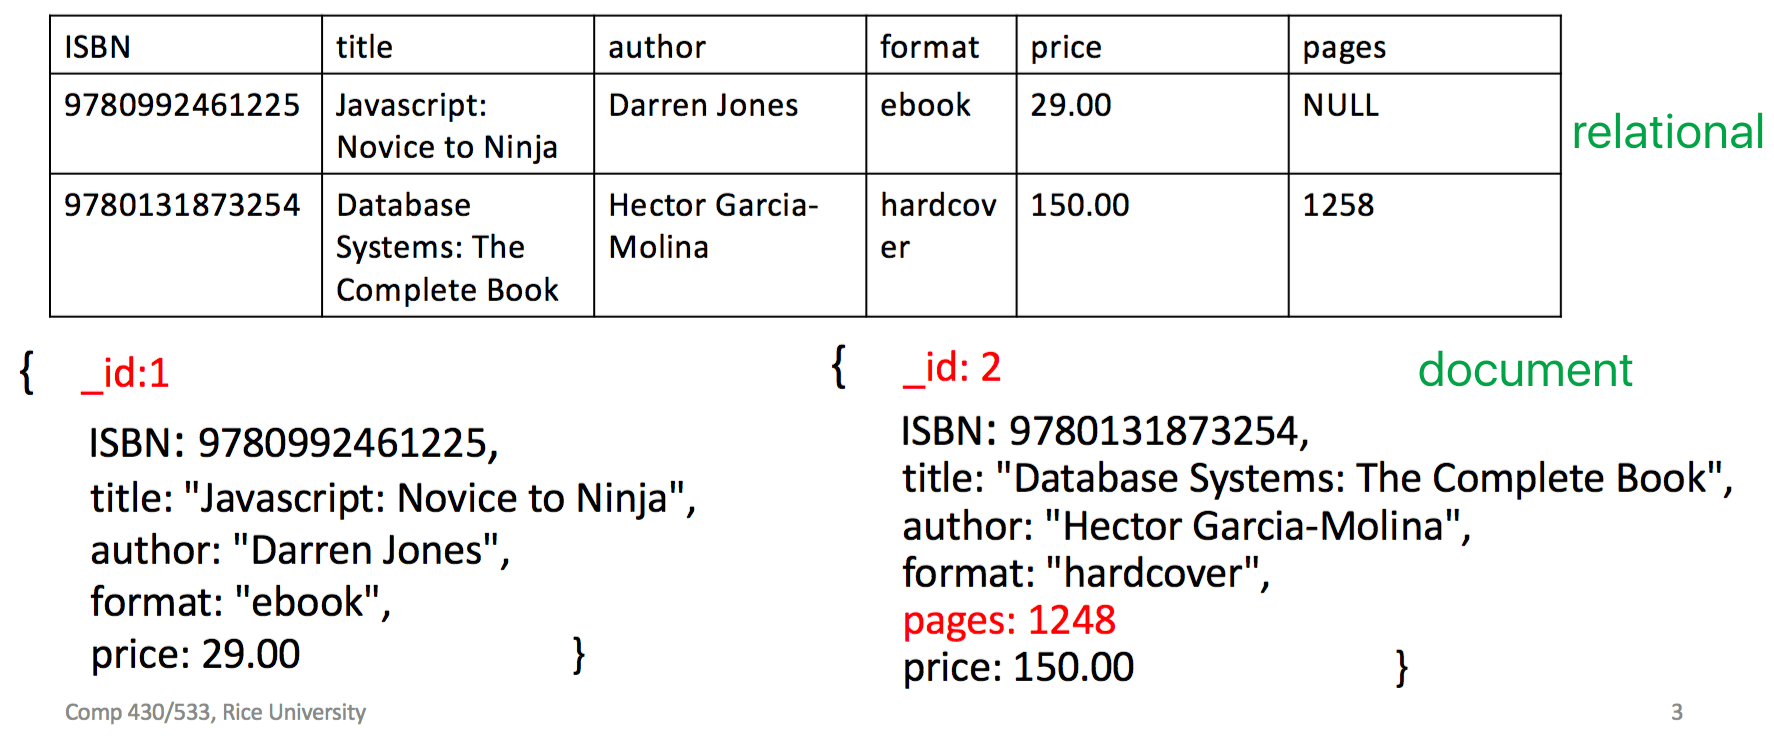 ISBN title author format price pages
9780992461225 Javascript: Darren Jones ebook 29.00 NULL
Novice to Ninja
relational
9780131873254 Database Hector Garcia- hardcov 150.00 1258
Systems: The Molina er
Complete Book
{ _id:1
ISBN: 9780992461225,
title: "Javascript: Novice to Ninja",
author: "Darren Jones",
format: "ebook",
price: 29.00 }
{ _id: 2
document
ISBN: 9780131873254,
title: "Database Systems: The Complete Book",
author: "Hector Garcia-Molina",
format: "hardcover",
pages: 1248
price: 150.00 }
Comp 430/533, Rice University
3